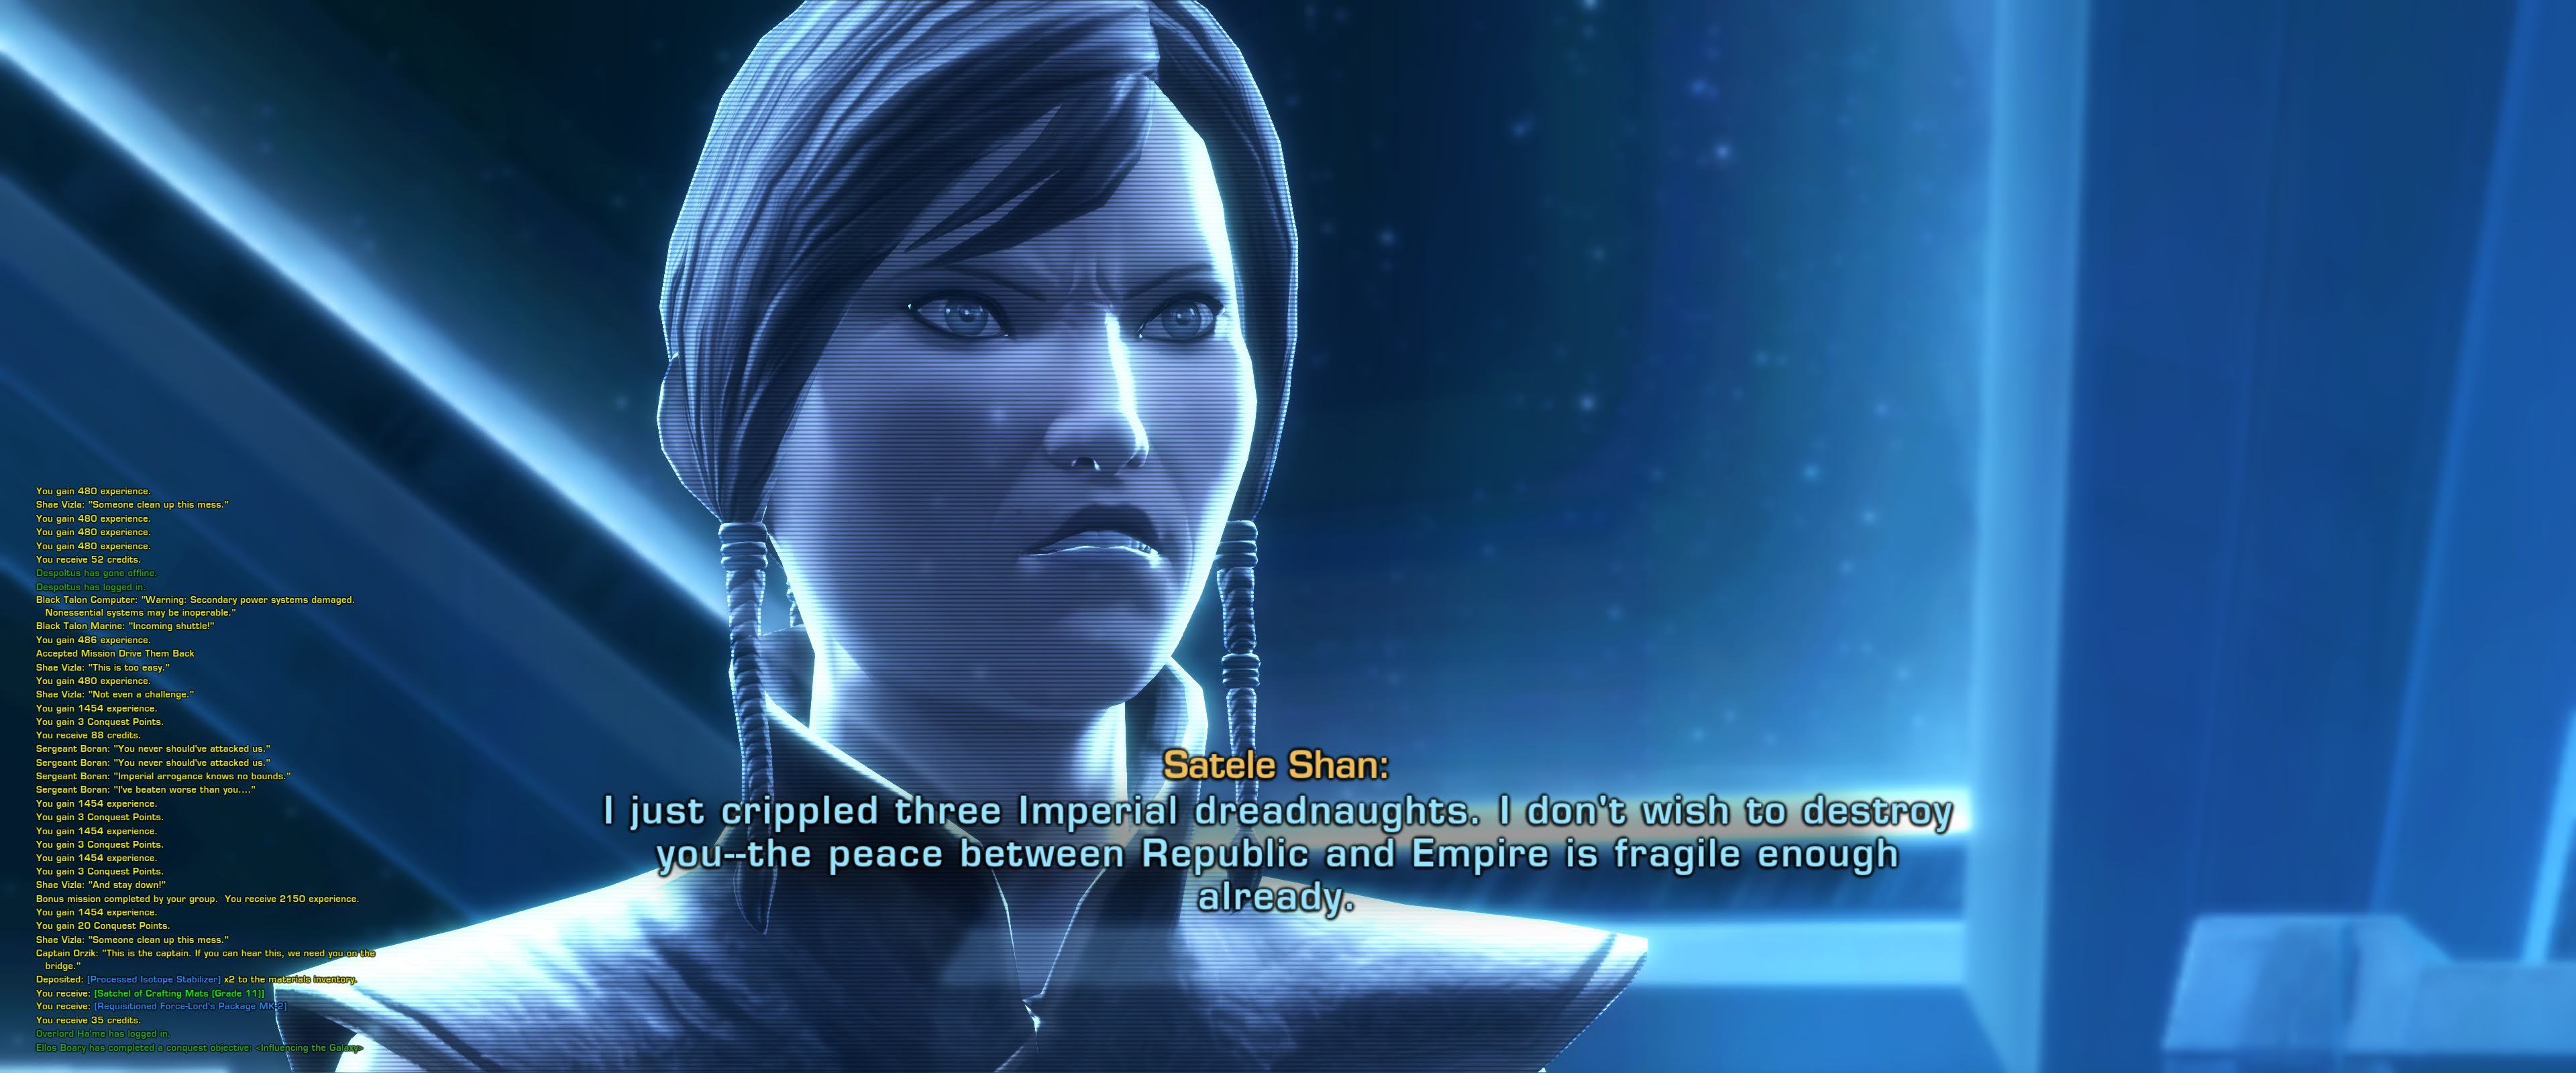 You gain 480 experience.
Shae Vizla: "Someone clean up this mess."
You gain 480 experience.
You gain 480 experience.
You gain 480 experience.
You receive 52 credits.
Despoltus has gone offline.
Despoltus has logged in.
Black Talon Computer: "Warning: Secondary power systems damaged.
Nonessential systems may be inoperable."
Black Talon Marine: "Incoming shuttle!"
You gain 486 experience.
Accepted Mission Drive Them Back
Shae Vizla: "This is too easy."
You gain 480 experience.
Shae Vizla: "Not even a challenge."
You gain 1454 experience.
You gain 3 Conquest Points.
You receive 88 credits.
Sergeant Boran: "You never should've attacked us."
Sergeant Boran: "You never should've attacked us."
Sergeant Boran: "Imperial arrogance knows no bounds."
Sergeant Boran: "I've beaten worse than you...."
You gain 1454 experience.
You gain 3 Conquest Points.
You gain 1454 experience.
You gain 3 Conquest Points.
You gain 1454 experience.
You gain 3 Conquest Points.
Shae Vizla: "And stay down!"
Bonus mission completed by your group. You receive 2150 experience.
You gain 1454 experience.
You gain 20 Conquest Points.
Shae Vizla: "Someone clean up this mess."
Captain Orzik: "This is the captain. If you can hear this, we need you on the
bridge."
Deposited: [Processed Isotope Stabilizer] x2 to the materials inventory.
You receive: [Satchel of Crafting Mats [Grade 11]]
You receive: [Requisitioned Force-Lord's Package MK-2]
You receive 35 credits.
Overlord Ha'me has logged in.
Ellos Boary has completed a conquest objective: <Influencing the Galaxy>
Satele Shan:
I just crippled three Imperial dreadnaughts. I don't wish to destroy
you--the peace between Republic and Empire is fragile enough
already.